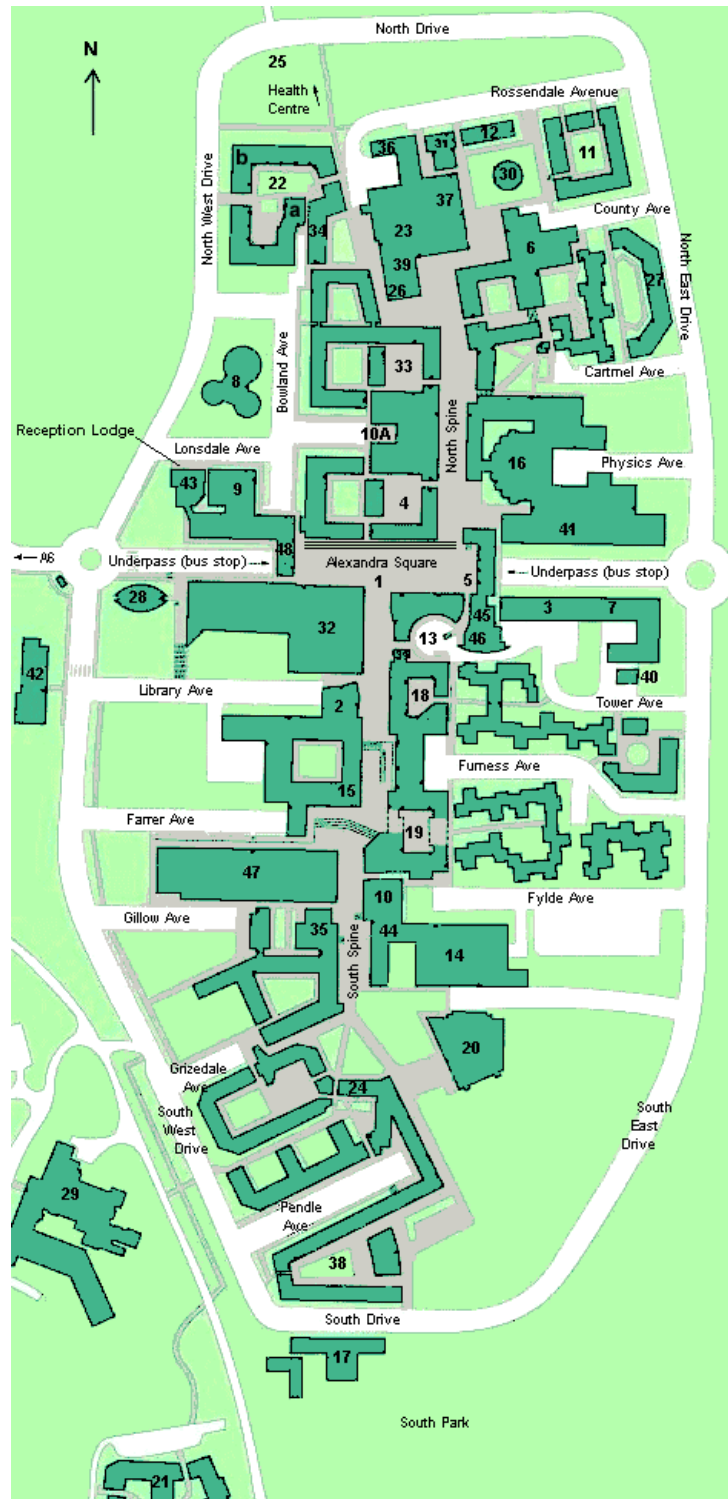 North Drive
N
25
Health
Centre
Rossendale Avenue
36
31
12
30
11
b
22
a
34
37
23
39
26
County Ave
6
27
North West Drive
North East Drive
33
Cartmel Ave
8
Bowland Ave
Reception Lodge
10A
North Spine
Lonsdale Ave
16
Physics Ave
43
9
4
41
48
A6
Underpass (bus stop)
Alexandra Square
1
5
Underpass (bus stop)
28
32
3
7
45
13
46
42
40
Library Ave
18
2
Tower Ave
15
Furness Ave
Farrer Ave
19
47
10
Fylde Ave
Gillow Ave
35
44
14
South Spine
20
Grizedale
Ave
24
South
West
Drive
South
East
Drive
29
Pendle
Ave
38
South Drive
17
South Park
21